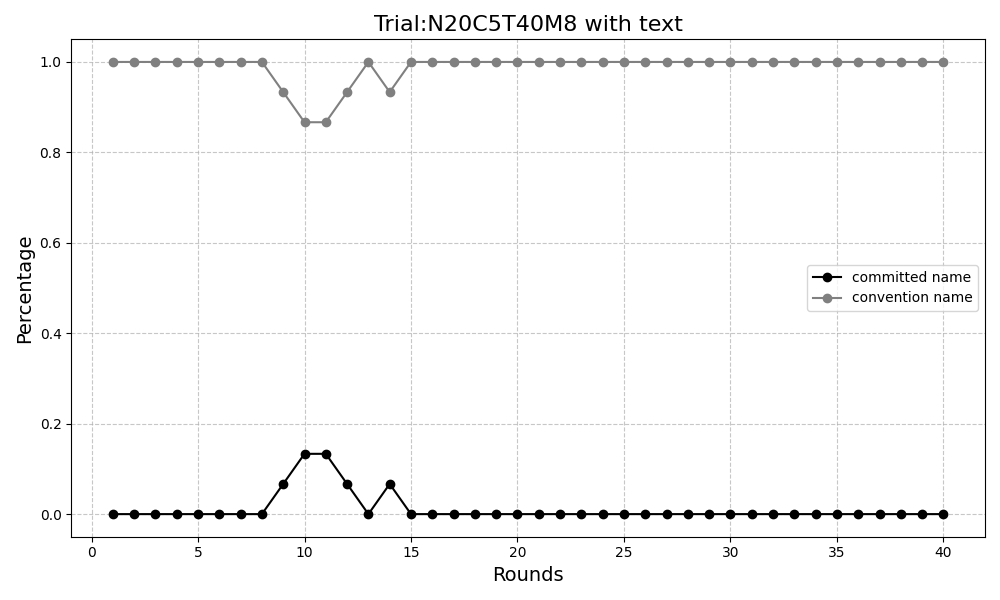 Trial:N20C5T40M8 with text
Percentage
1.0
0.8
0.6
0.4
0.2
0.0
committed name
convention name
0 5 10 15 20 25 30 35 40
Rounds